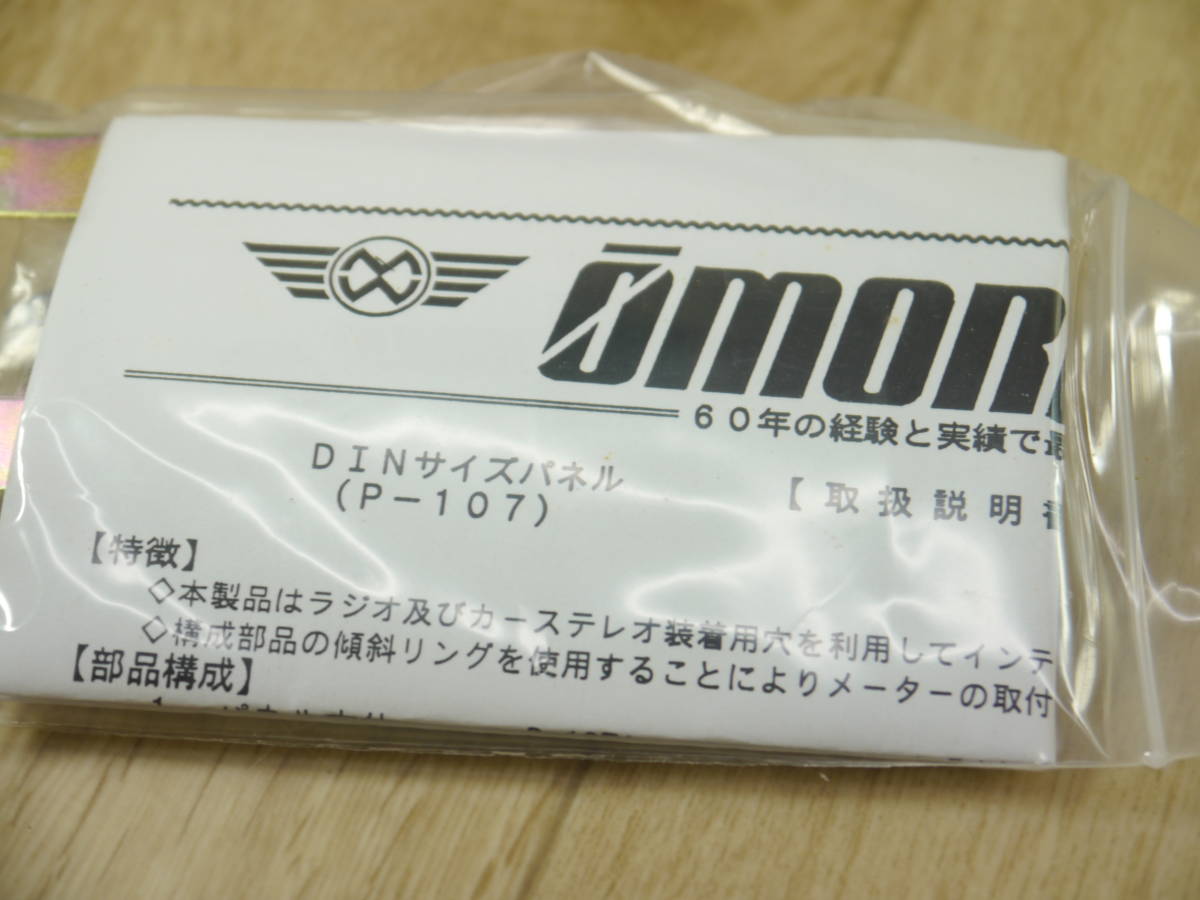 ŌMOR
60年の経験と実績で最
DINサイズパネル
(P-107)
【取扱説明書
【特徴】
◇本製品はラジオ及びカーステレオ装着用穴を利用してインテ
◇構成部品の傾斜リングを使用することによりメーターの取付
【部品構成】